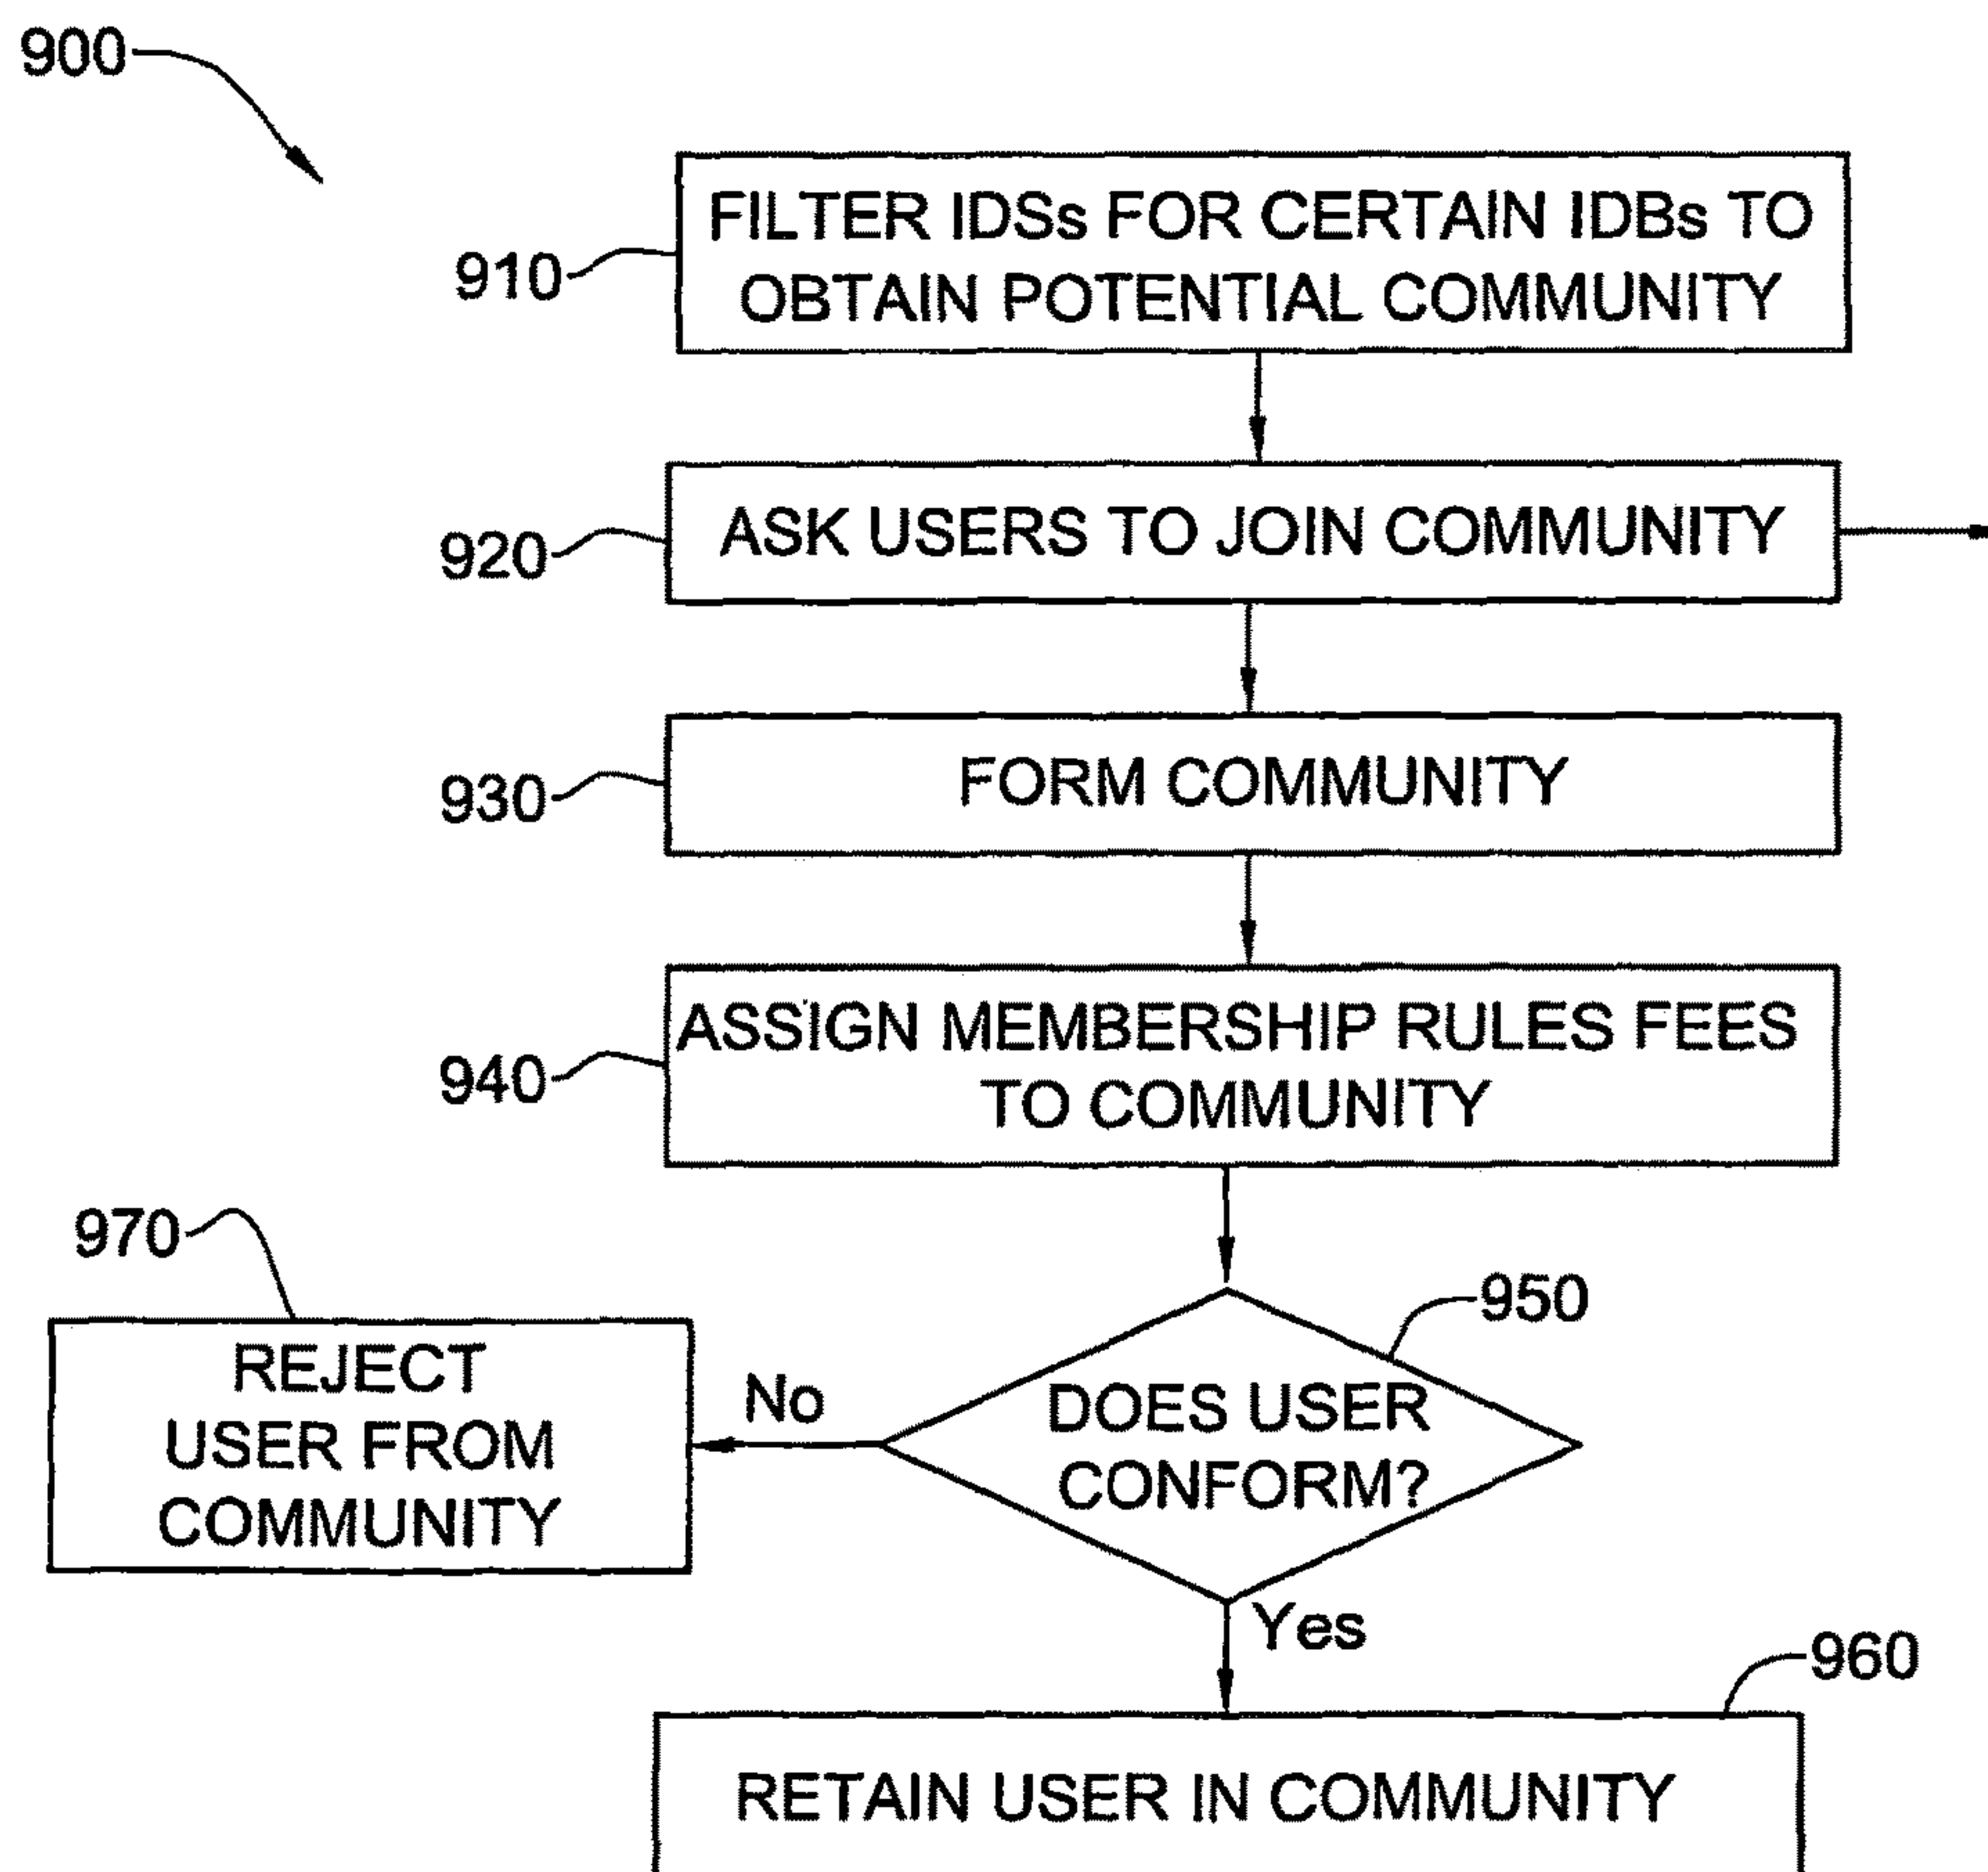 900
FILTER IDSs FOR CERTAIN IDBs TO
OBTAIN POTENTIAL COMMUNITY
910
ASK USERS TO JOIN COMMUNITY
920
FORM COMMUNITY
930
ASSIGN MEMBERSHIP RULES FEES
TO COMMUNITY
940
970
950
REJECT
USER FROM
COMMUNITY
No
DOES USER
CONFORM?
Yes
960
RETAIN USER IN COMMUNITY